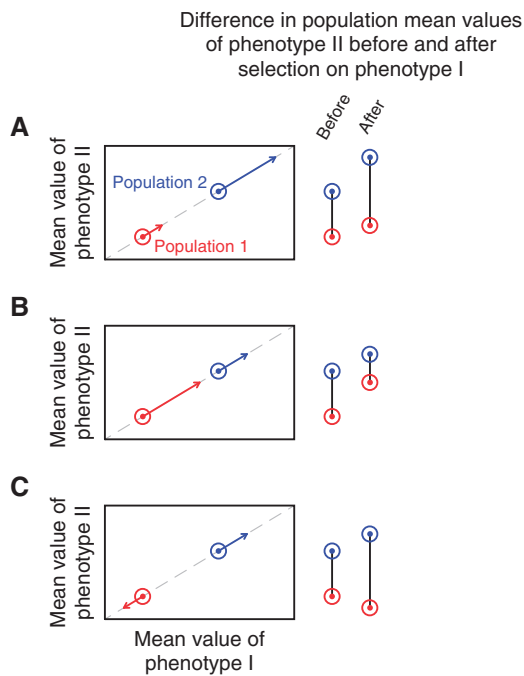 Difference in population mean values
of phenotype II before and after
selection on phenotype I
Before
After
A
Mean value of
phenotype II
Population 2
Population 1
B
Mean value of
phenotype II
C
Mean value of
phenotype II
Mean value of
phenotype I